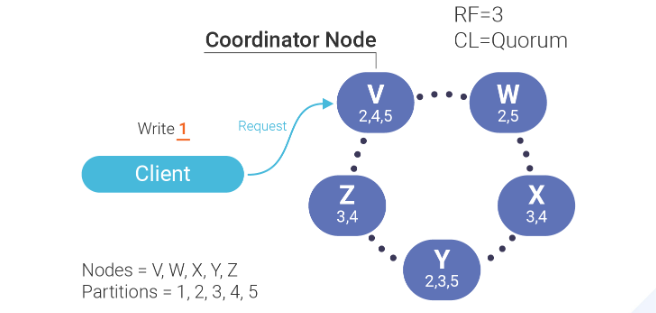 RF=3
CL=Quorum
Coordinator Node
V
2,4,5
W
2,5
Write 1
Request
Client
Z
3,4
X
3,4
Y
2,3,5
Nodes = V, W, X, Y, Z
Partitions = 1, 2, 3, 4, 5